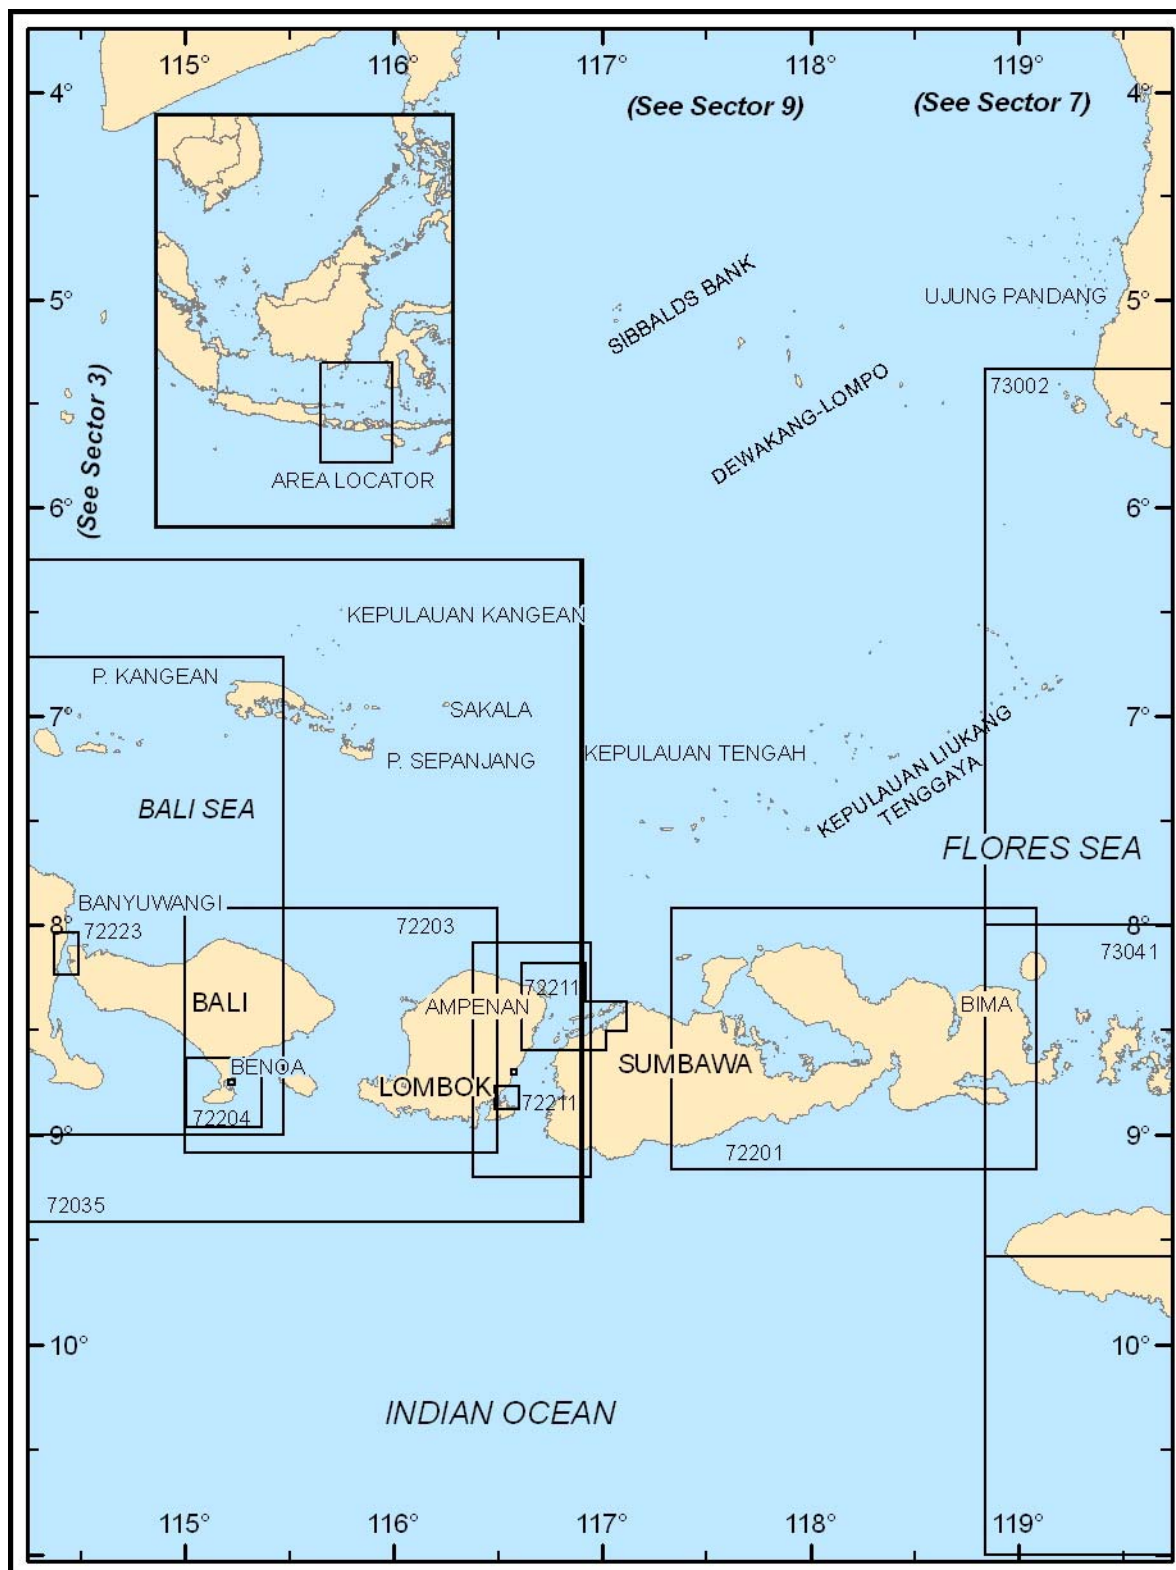 115°
116°
117°
118°
119°
4°
(See Sector 9)
(See Sector 7)
4°
SIBBALDS BANK
UJUNG PANDANG
5°
5°
(See Sector 3)
DEWAKANG-LOMPO
73002
AREA LOCATOR
6°
6°
KEPULAUAN KANGEAN
P. KANGEAN
SAKALA
7°
7°
P. SEPANJANG
KEPULAUAN TENGAH
KEPULAUAN LIUKANG
TENGGAYA
BALI SEA
FLORES SEA
BANYUWANGI
8°
72223
72203
8°
73041
72211
BALI
AMPENAN
BIMA
SUMBAWA
BENOA
LOMBOK
72211
72204
9°
9°
72201
72035
10°
10°
INDIAN OCEAN
115°
116°
117°
118°
119°